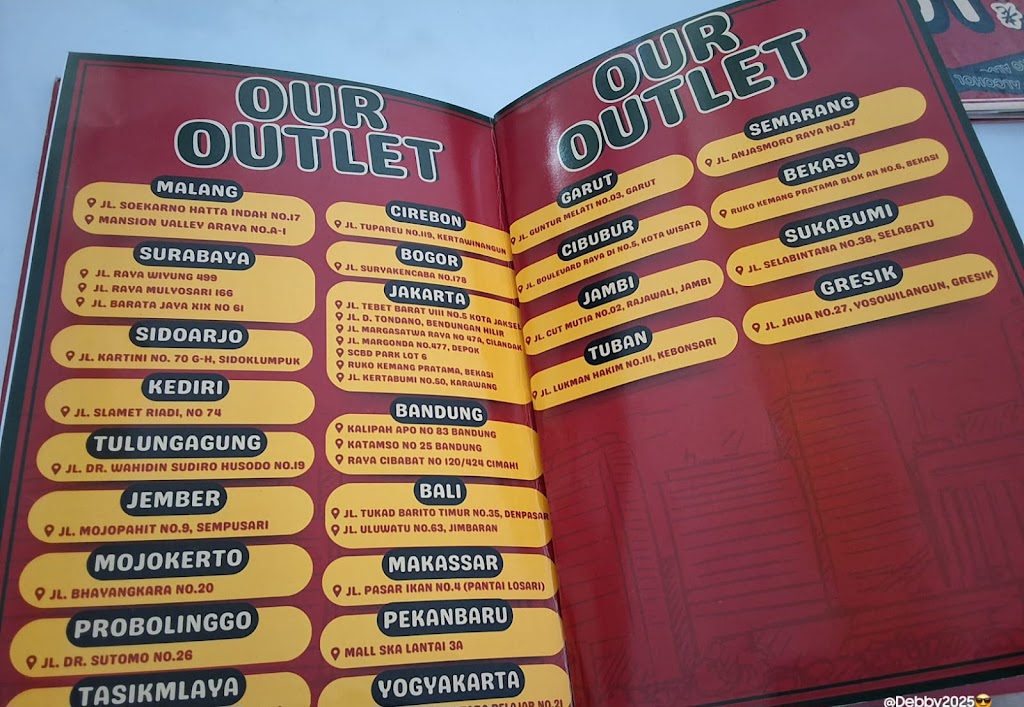 OUR
OUTLET
MALANG
JL. SOEKARNO HATTA INDAH NO.17
MANSION VALLEY ARAYA NO.A-1
SURABAYA
JL. RAYA WIYUNG 499
JL. RAYA MULYOSARI 166
JL. BARATA JAYA XIX NO 61
SIDOARJO
JL. KARTINI NO. 70 G-H, SIDOKLUMPUK
KEDIRI
JL. SLAMET RIADI, NO 74
TULUNGAGUNG
JL. DR. WAHIDIN SUDIRO HUSODO NO.19
JEMBER
JL. MOJOPAHIT NO.9, SEMPUSARI
MOJOKERTO
JL. BHAYANGKARA NO.20
PROBOLINGGO
JL. DR. SUTOMO NO.26
TASIKMLAYA
CIREBON
JL. TUPAREU NO.119, KERTAWINANGUN
BOGOR
JL. SURYAKENCABA NO.178
JAKARTA
JL. TEBET BARAT VIII NO.5 KOTA JAKSEL
JL. D. TONDANO, BENDUNGAN HILIR
JL. MARGASATWA RAYA NO 47A, CILANDAK
JL. MARGONDA NO.477, DEPOK
SCBD PARK LOT 6
RUKO KEMANG PRATAMA, BEKASI
JL. KERTABUMI NO.50, KARAWANG
BANDUNG
KALIPAH APO NO 83 BANDUNG
KATAMSO NO 25 BANDUNG
RAYA CIBABAT NO 120/424 CIMAHI
BALI
JL. TUKAD BARITO TIMUR NO.35, DENPASAR
JL. ULUWATU NO.63, JIMBARAN
MAKASSAR
JL. PASAR IKAN NO.4 (PANTAI LOSARI)
PEKANBARU
MALL SKA LANTAI 3A
YOGYAKARTA
PELAJAR NO.21
OUR
OUTLET
GARUT
JL. GUNTUR MELATI NO.03, GARUT
CIBUBUR
JL. BOULEVARD RAYA DI NO.5, KOTA WISATA
JAMBI
JL. CUT MUTIA NO.02, RAJAWALI, JAMBI
TUBAN
JL. LUKMAN HAKIM NO.111, KEBONSARI
SEMARANG
JL. ANJASMORO RAYA NO.47
BEKASI
RUKO KEMANG PRATAMA BLOK AN NO.6, BEKASI
SUKABUMI
JL. SELABINTANA NO.38, SELABATU
GRESIK
JL. JAWA NO.27, YOSOWILANGUN, GRESIK
@Debby2025😎